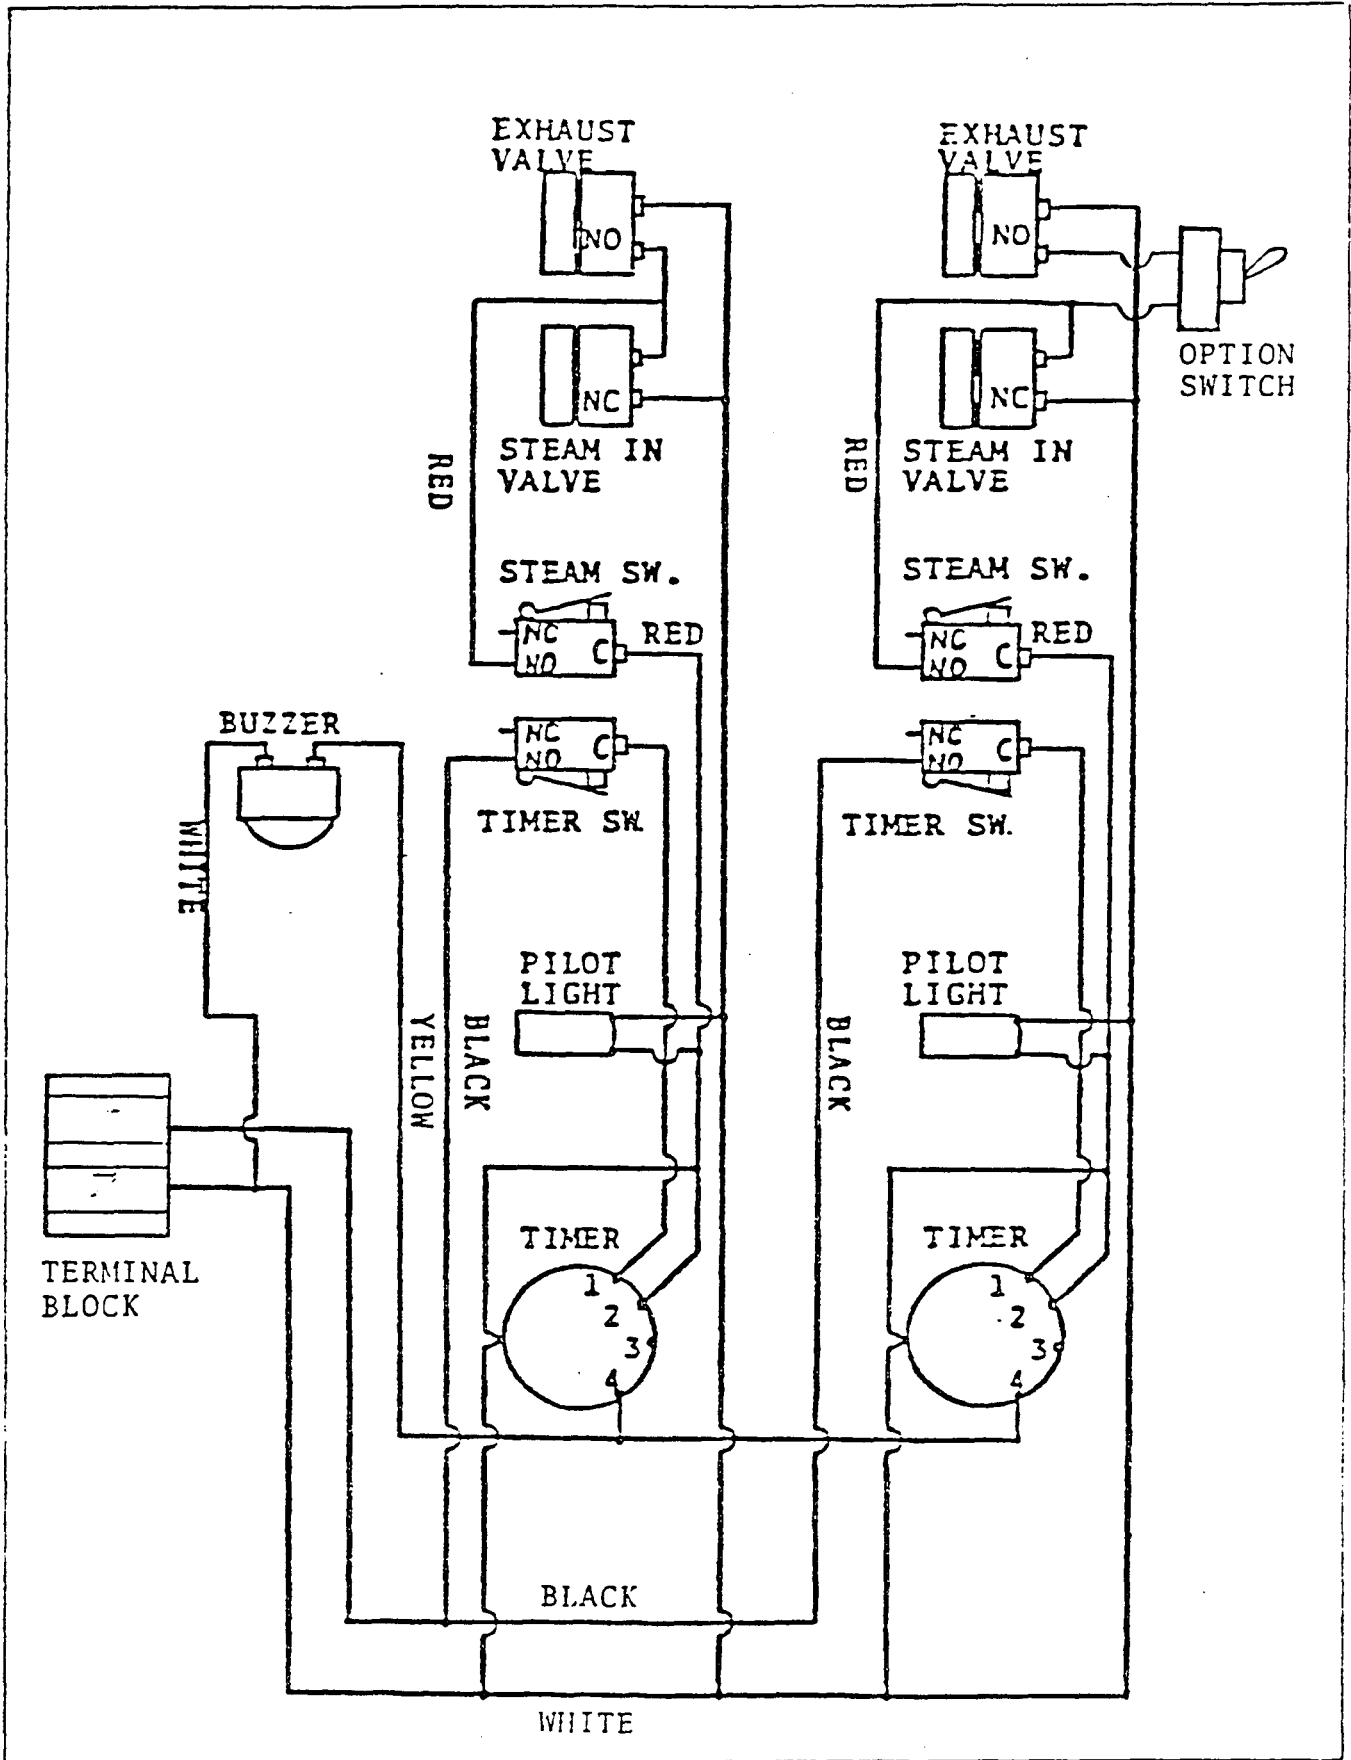 EXHAUST
VALVE
EXHAUST
VALVE
NO
NO
OPTION
SWITCH
NC
NC
STEAM IN
VALVE
STEAM IN
VALVE
RED
RED
STEAM SW.
STEAM SW.
NC
NO
C
RED
NC
NO
C
RED
BUZZER
NC
NO
C
NC
NO
C
TIMER SW.
TIMER SW.
WHITE
PILOT
LIGHT
PILOT
LIGHT
YELLOW
BLACK
BLACK
TIMER
TIMER
TERMINAL
BLOCK
1
2
3
4
1
2
3
4
BLACK
WHITE